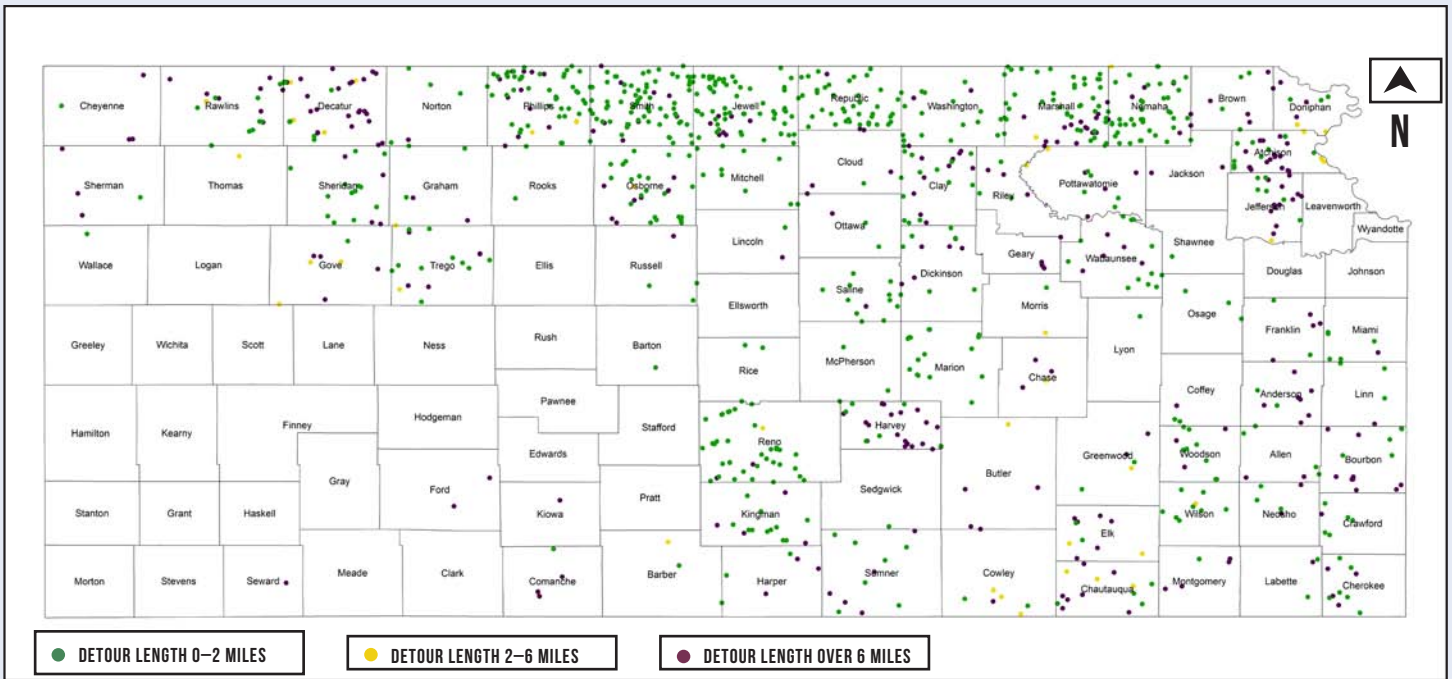 Cheyenne
Rawlins
Decatur
Norton
Phillips
Smith
Jewell
Republic
Washington
Marshall
Nemaha
Brown
Doniphan
N
Sherman
Thomas
Sheridan
Graham
Rooks
Osborne
Mitchell
Cloud
Clay
Riley
Pottawatomie
Jackson
Atchison
Jefferson
Leavenworth
Wyandotte
Wallace
Logan
Gove
Trego
Ellis
Russell
Lincoln
Ottawa
Dickinson
Geary
Wabaunsee
Shawnee
Douglas
Johnson
Ellsworth
Saline
Morris
Osage
Franklin
Miami
Greeley
Wichita
Scott
Lane
Ness
Rush
Barton
Rice
McPherson
Marion
Chase
Lyon
Coffey
Anderson
Linn
Hamilton
Kearny
Finney
Hodgeman
Pawnee
Stafford
Reno
Harvey
Edwards
Greenwood
Woodson
Allen
Bourbon
Gray
Ford
Butler
Sedgwick
Stanton
Grant
Haskell
Kiowa
Pratt
Kingman
Elk
Wilson
Neosho
Crawford
Morton
Stevens
Seward
Meade
Clark
Comanche
Barber
Harper
Sumner
Cowley
Chautauqua
Montgomery
Labette
Cherokee
DETOUR LENGTH 0–2 MILES
DETOUR LENGTH 2–6 MILES
DETOUR LENGTH OVER 6 MILES